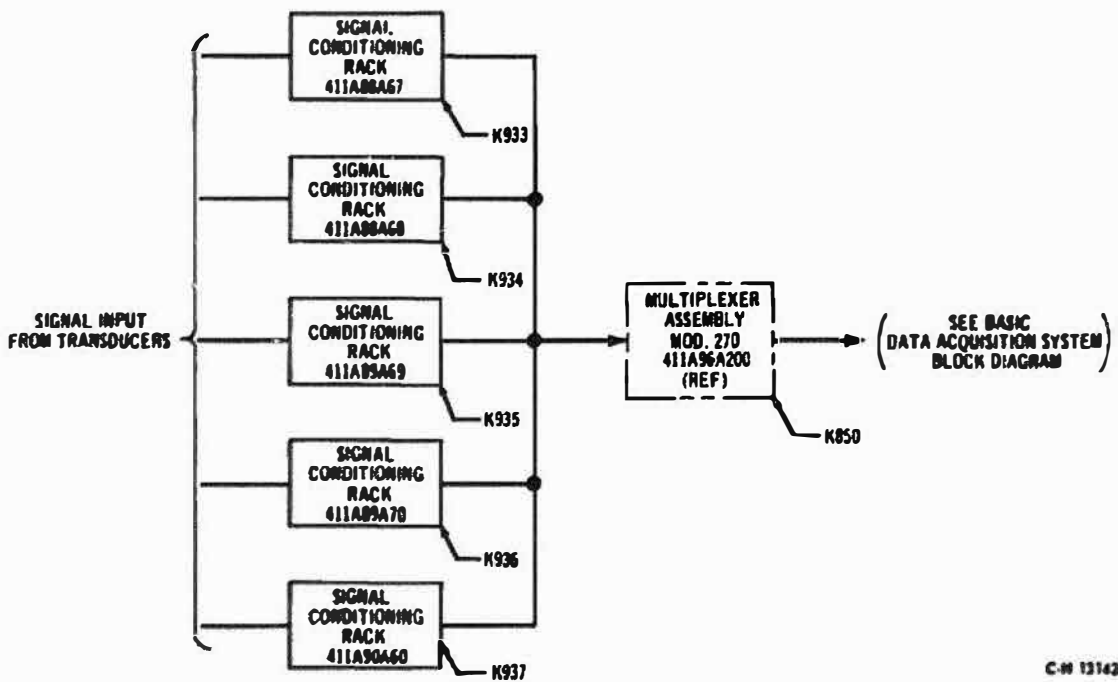 SIGNAL
CONDITIONING
RACK
411A88A67
K933
SIGNAL
CONDITIONING
RACK
411A88A68
K934
SIGNAL INPUT
FROM TRANSDUCERS
SIGNAL
CONDITIONING
RACK
411A89A69
K935
SIGNAL
CONDITIONING
RACK
411A89A70
K936
SIGNAL
CONDITIONING
RACK
411A90A60
K937
MULTIPLEXER
ASSEMBLY
MOD. 270
411A96A200
(REF)
K850
(SEE BASIC
DATA ACQUISITION SYSTEM
BLOCK DIAGRAM)